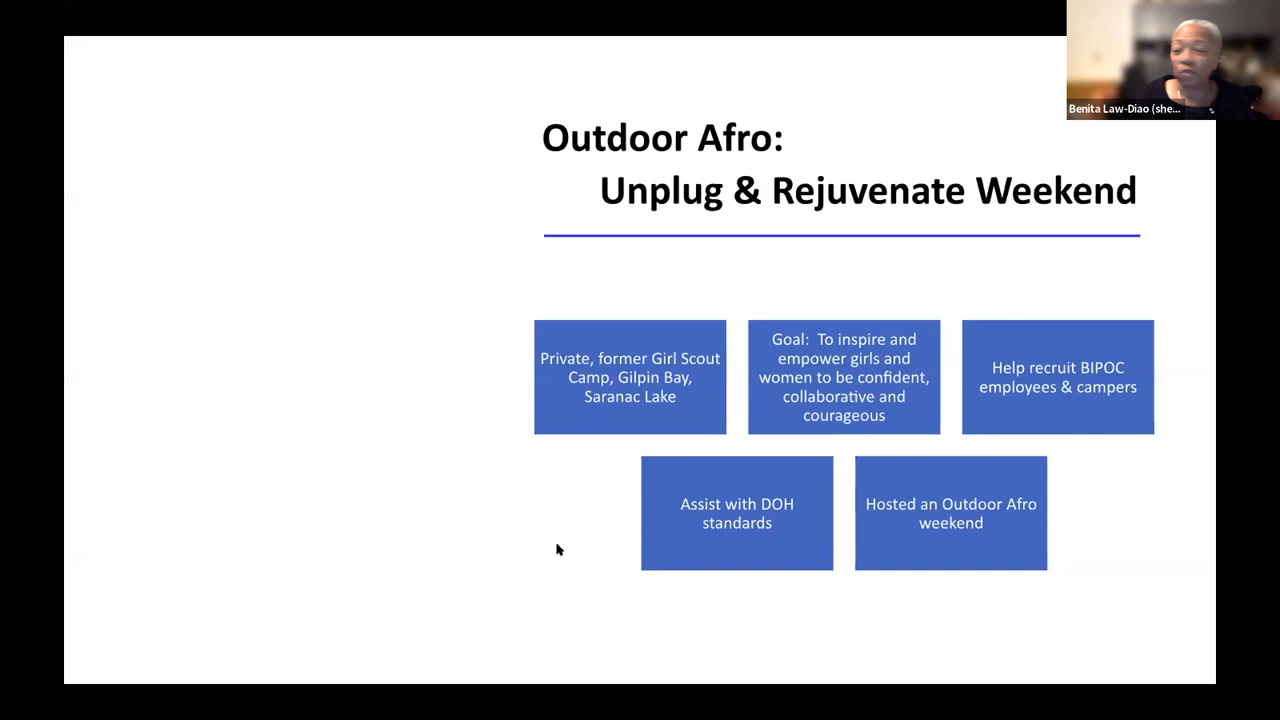 Benita Law-Diao (she...
Outdoor Afro:
Unplug & Rejuvenate Weekend
Private, former Girl Scout
Camp, Gilpin Bay,
Saranac Lake
Goal: To inspire and
empower girls and
women to be confident,
collaborative and
courageous
Help recruit BIPOC
employees & campers
Assist with DOH
standards
Hosted an Outdoor Afro
weekend